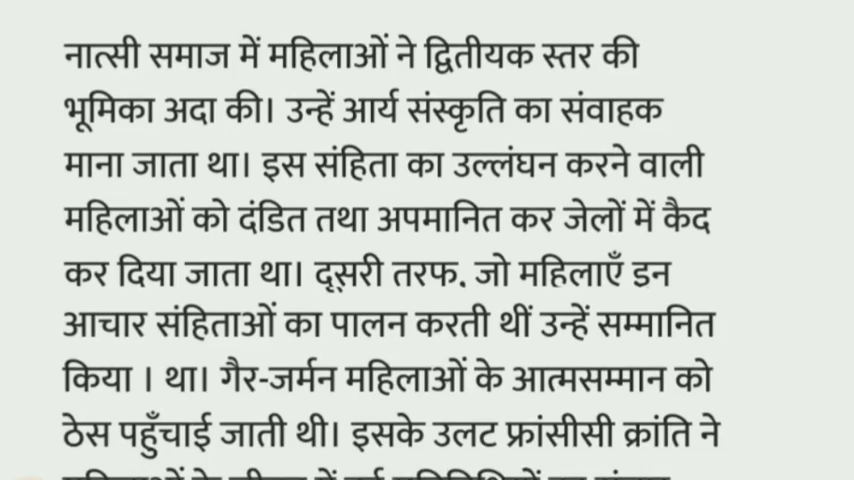 नात्सी समाज में महिलाओं ने द्वितीयक स्तर की
भूमिका अदा की। उन्हें आर्य संस्कृति का संवाहक
माना जाता था। इस संहिता का उल्लंघन करने वाली
महिलाओं को दंडित तथा अपमानित कर जेलों में कैद
कर दिया जाता था। दूसरी तरफ, जो महिलाएँ इन
आचार संहिताओं का पालन करती थीं उन्हें सम्मानित
किया । था। गैर-जर्मन महिलाओं के आत्मसम्मान को
ठेस पहुँचाई जाती थी। इसके उलट फ्रांसीसी क्रांति ने